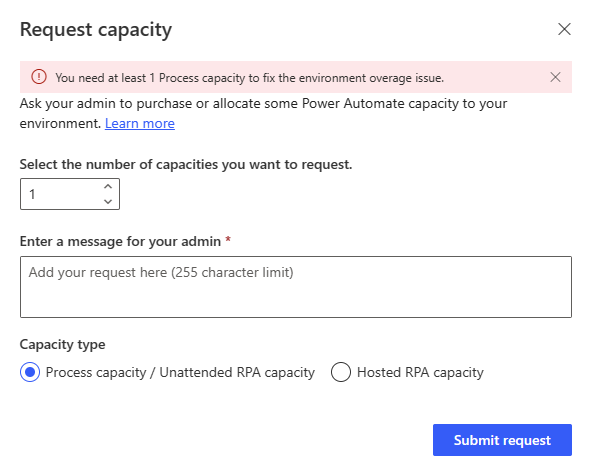 Request capacity
You need at least 1 Process capacity to fix the environment overage issue.
Ask your admin to purchase or allocate some Power Automate capacity to your
environment. Learn more
Select the number of capacities you want to request.
1
Enter a message for your admin *
Add your request here (255 character limit)
Capacity type
Process capacity / Unattended RPA capacity Hosted RPA capacity
Submit request